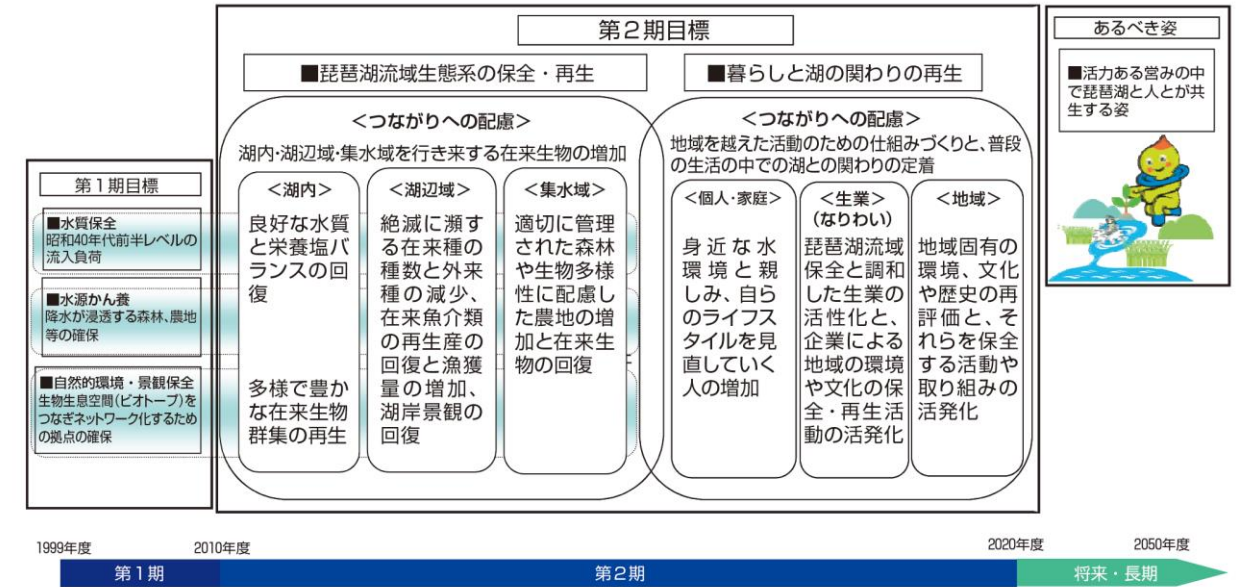 第2期目標
■琵琶湖流域生態系の保全・再生
<つながりへの配慮>
湖内・湖辺域・集水域を行き来する在来生物の増加
<湖内>
良好な水質
と栄養塩バ
ランスの回
復
多様で豊か
な在来生物
群集の再生
<湖辺域>
絶滅に瀕す
る在来種の
種数と外来
種の減少、
在来魚介類
の再生産の
回復と漁獲
量の増加、
湖岸景観の
回復
<集水域>
適切に管理
された森林
や生物多様
性に配慮し
た農地の増
加と在来生
物の回復
■暮らしと湖の関わりの再生
<つながりへの配慮>
地域を越えた活動のための仕組みづくりと、普段
の生活の中での湖との関わりの定着
<個人・家庭>
身近な水
環境と親
しみ、自ら
のライフス
タイルを見
直していく
人の増加
<生業>
(なりわい)
琵琶湖流域
保全と調和
した生業の
活性化と、
企業による
地域の環境
や文化の保
全・再生活
動の活発化
<地域>
地域固有の
環境、文化
や歴史の再
評価と、そ
れらを保全
する活動や
取り組みの
活発化
あるべき姿
■活力ある営みの中
で琵琶湖と人とが共
生する姿
第1期目標
■水質保全
昭和40年代前半レベルの
流入負荷
■水源かん養
降水が浸透する森林、農地
等の確保
■自然的環境・景観保全
生物生息空間(ビオトープ)を
つなぎネットワーク化するため
の拠点の確保
1999年度
2010年度
2020年度
2050年度
第1期
第2期
将来・長期